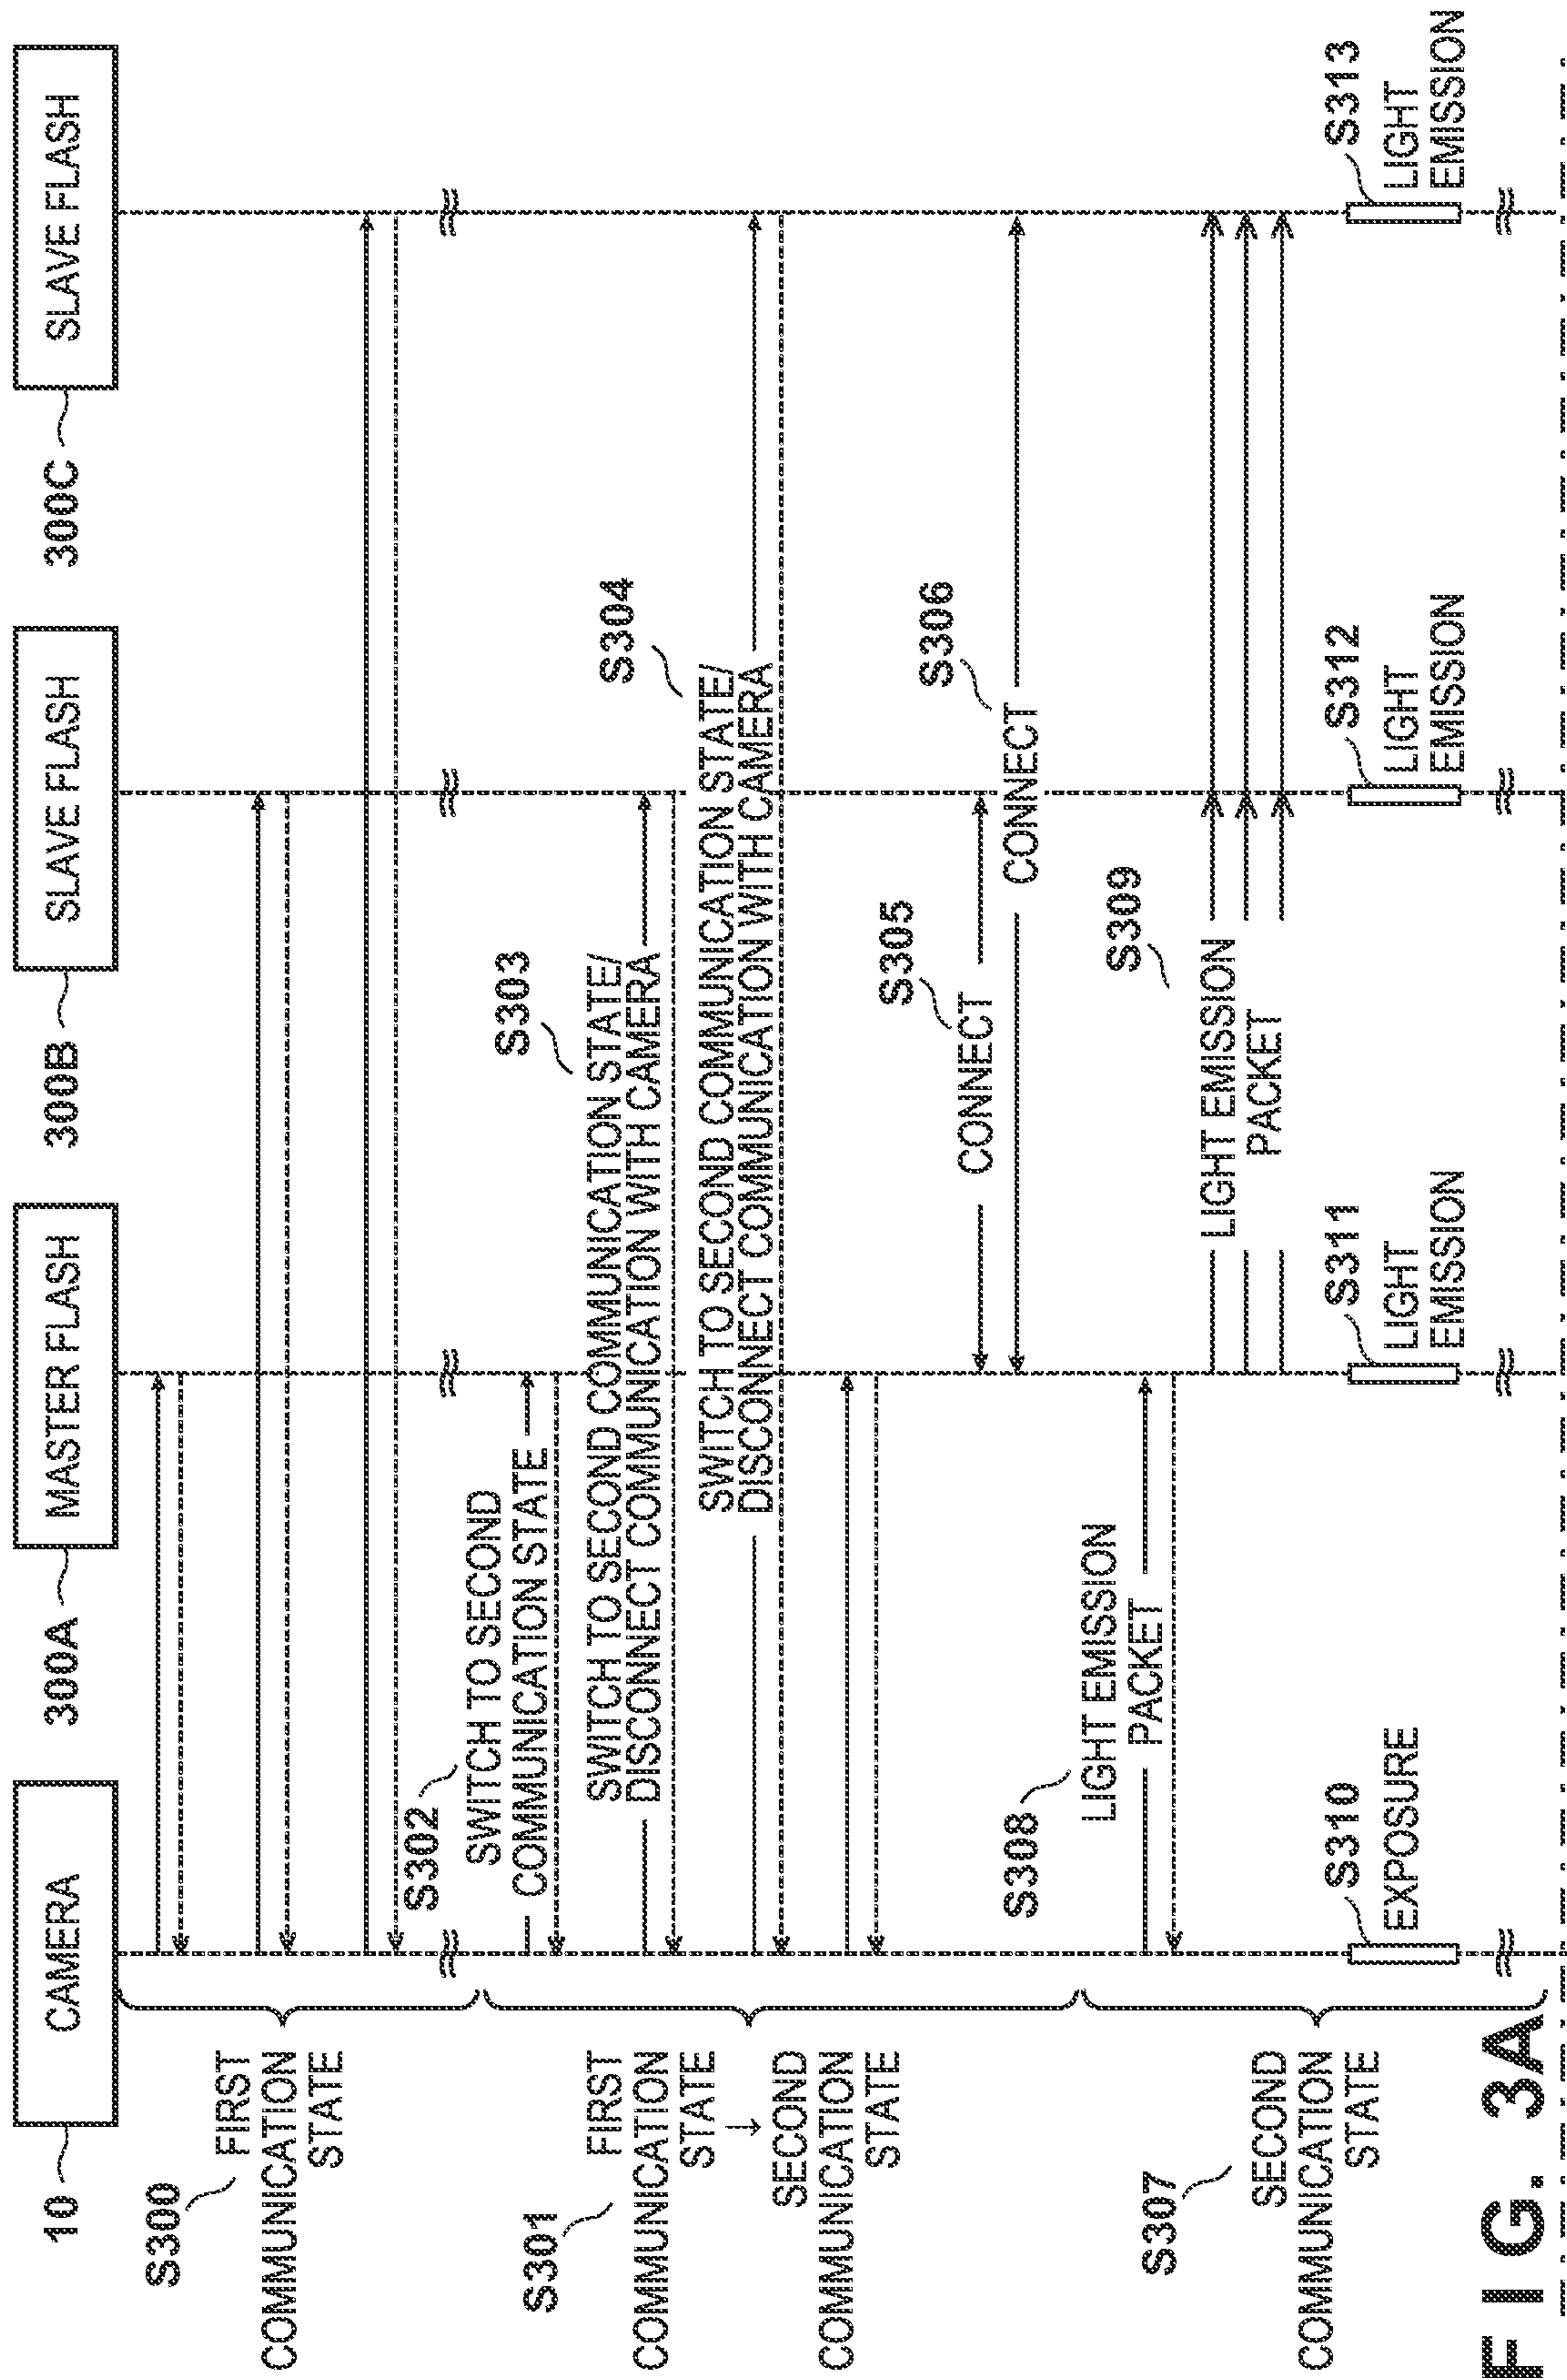 10
CAMERA
300A
MASTER FLASH
300B
SLAVE FLASH
300C
SLAVE FLASH
S300
FIRST
COMMUNICATION
STATE
S301
FIRST
COMMUNICATION
STATE →
SECOND
COMMUNICATION
STATE
S302
SWITCH TO SECOND
COMMUNICATION STATE
S303
SWITCH TO SECOND COMMUNICATION STATE/
DISCONNECT COMMUNICATION WITH CAMERA
S304
SWITCH TO SECOND COMMUNICATION STATE/
DISCONNECT COMMUNICATION WITH CAMERA
S305
CONNECT
S306
CONNECT
S307
SECOND
COMMUNICATION
STATE
S308
LIGHT EMISSION
PACKET
S309
LIGHT EMISSION
PACKET
S310
EXPOSURE
S311
LIGHT
EMISSION
S312
LIGHT
EMISSION
S313
LIGHT
EMISSION
FIG. 3A